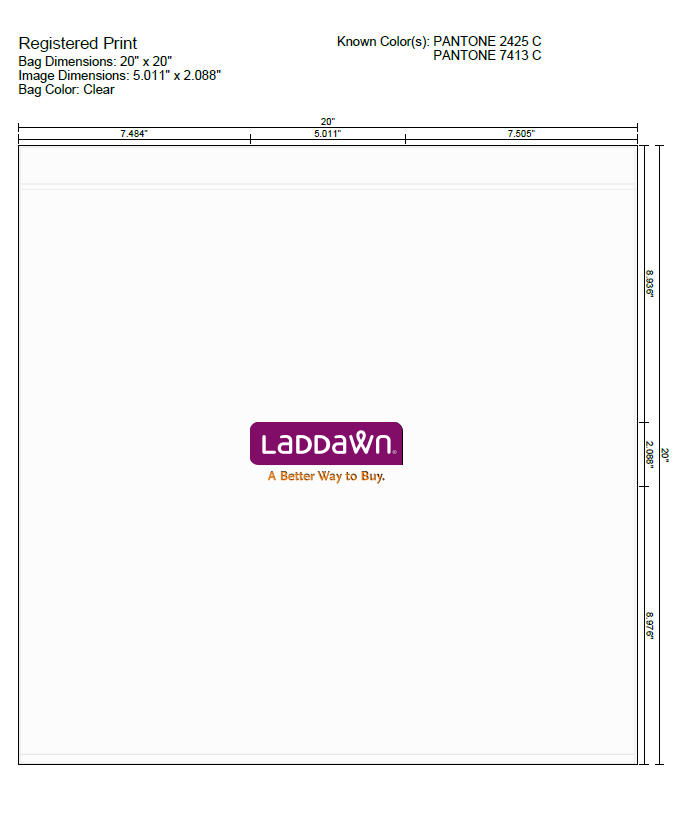 Registered Print
Bag Dimensions: 20" x 20"
Image Dimensions: 5.011" x 2.088"
Bag Color: Clear
Known Color(s): PANTONE 2425 C
PANTONE 7413 C
20"
7.484"
5.011"
7.505"
8.936"
2.088"
20"
8.976"
LaDDawn®
A Better Way to Buy.